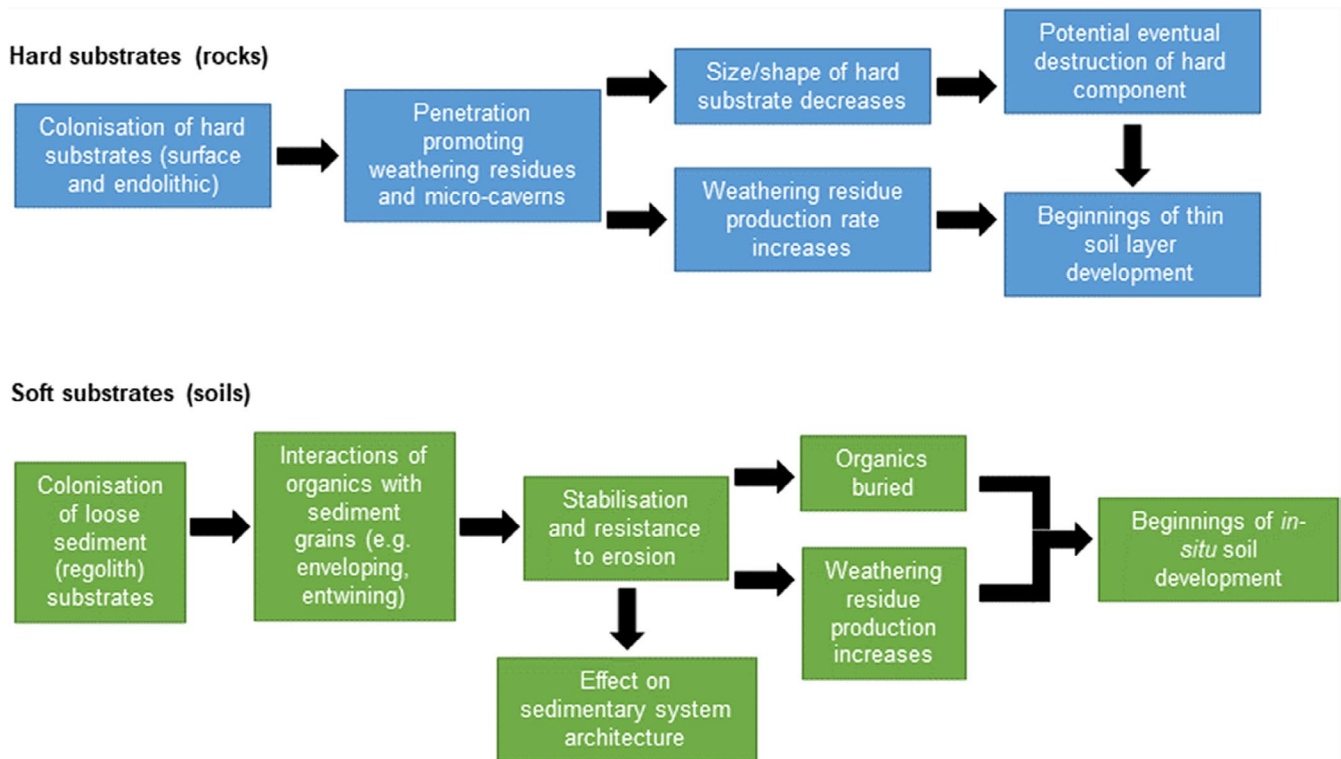 Hard substrates (rocks)
Colonisation of hard
substrates (surface
and endolithic)
Penetration
promoting
weathering residues
and micro-caverns
Size/shape of hard
substrate decreases
Potential eventual
destruction of hard
component
Weathering residue
production rate
increases
Beginnings of thin
soil layer
development
Soft substrates (soils)
Colonisation
of loose
sediment
(regolith)
substrates
Interactions of
organics with
sediment
grains (e.g.
enveloping,
entwining)
Stabilisation
and resistance
to erosion
Organics
buried
Weathering
residue
production
increases
Beginnings of in-
situ soil
development
Effect on
sedimentary system
architecture